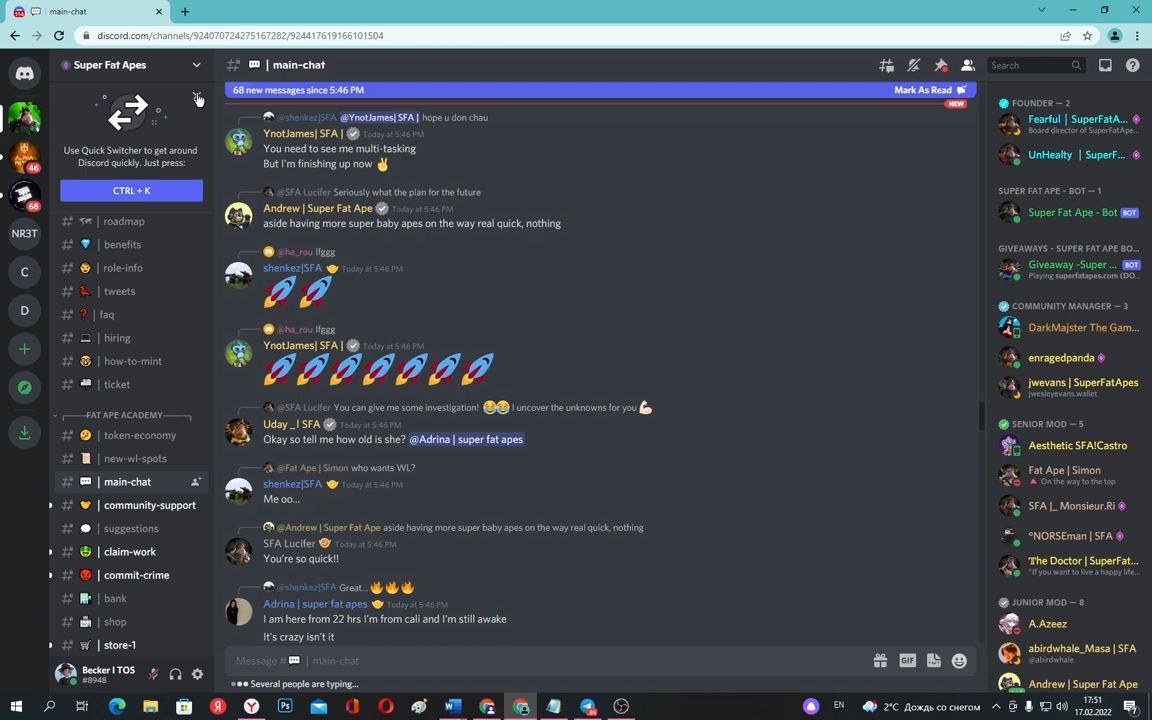 main-chat
discord.com/channels/924070724275167282/924417619166101504
Super Fat Apes
main-chat
Search
68 new messages since 5:46 PM
Mark As Read
NEW
Use Quick Switcher to get around
Discord quickly. Just press:
CTRL + K
46
68
NR3T
C
D
roadmap
benefits
role-info
tweets
faq
hiring
how-to-mint
ticket
FAT APE ACADEMY
token-economy
new-wl-spots
main-chat
community-support
suggestions
claim-work
commit-crime
bank
shop
store-1
Becker I TOS
#8948
@shenkez|SFA @YnotJames| SFA | hope u don chau
YnotJames| SFA | Today at 5:46 PM
You need to see me multi-tasking
But I'm finishing up now ✌
@SFA Lucifer Seriously what the plan for the future
Andrew | Super Fat Ape Today at 5:46 PM
aside having more super baby apes on the way real quick, nothing
@ha_rou lfggg
shenkez|SFA Today at 5:46 PM
🚀🚀
@ha_rou lfggg
YnotJames| SFA | Today at 5:46 PM
🚀🚀🚀🚀🚀🚀🚀
@SFA Lucifer You can give me some investigation! 😂😂 I uncover the unknowns for you 💪🏻
Uday _I SFA Today at 5:46 PM
Okay so tell me how old is she? @Adrina | super fat apes
@Fat Ape | Simon who wants WL?
shenkez|SFA Today at 5:46 PM
Me oo...
@Andrew | Super Fat Ape aside having more super baby apes on the way real quick, nothing
SFA Lucifer Today at 5:46 PM
You're so quick!!
@shenkez|SFA Great...🔥🔥🔥
Adrina | super fat apes Today at 5:46 PM
I am here from 22 hrs I'm from cali and I'm still awake
It's crazy isn't it
Message # 💬 | main-chat
GIF
Several people are typing...
FOUNDER — 2
Fearful | SuperFatA...
Board director of SuperFatApe...
UnHealty | SuperF...
SUPER FAT APE - BOT — 1
Super Fat Ape - Bot BOT
GIVEAWAYS - SUPER FAT APE BO...
Giveaway -Super ... BOT
Playing superfatapes.com (DO...
COMMUNITY MANAGER — 3
DarkMajster The Gam...
enragedpanda
jwevans | SuperFatApes
jwesleyevans.wallet
SENIOR MOD — 5
Aesthetic SFA!Castro
Fat Ape | Simon
On the way to the top
SFA |_ Monsieur.Ri
°NORSEman | SFA
The Doctor | SuperFat...
"If you want to live a happy life...
JUNIOR MOD — 8
A.Azeez
abirdwhale_Masa | SFA
@abirdwhale
Andrew | Super Fat Ape
EN
2°C Дождь со снегом
17:51
17.02.2022